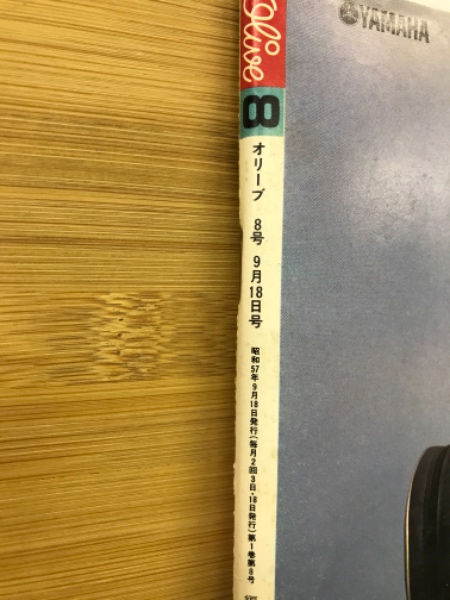 Olive
8
オリーブ 8号 9月18日号
昭和57年9月18日発行(毎月2回3日・18日発行)第1巻第8号
YAMAHA